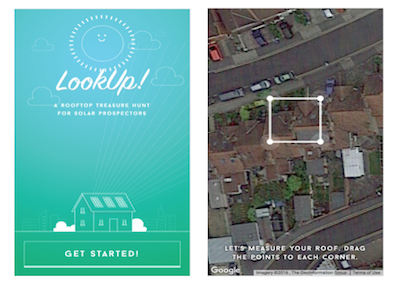 LookUp!
A ROOFTOP TREASURE HUNT
FOR SOLAR PROSPECTORS
GET STARTED!
LET'S MEASURE YOUR ROOF. DRAG
THE POINTS TO EACH CORNER.
Google
Imagery ©2016 , The GeoInformation Group | Terms of Use